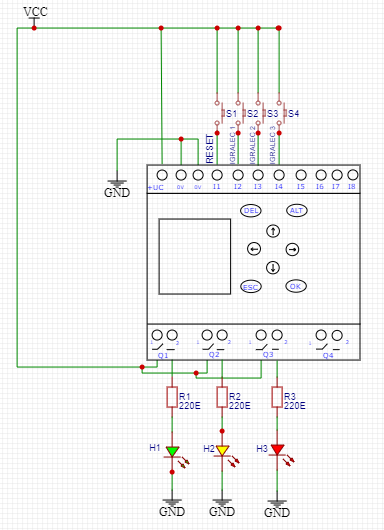 VCC
S1 S2 S3 S4
RESET
IGRALEC 1
IGRALEC 2
IGRALEC 3
GND
+UC 0V 0V I1 I2 I3 I4 I5 I6 I7 I8
DEL ALT
ESC OK
1 2 1 2 1 2 1 2
Q1 Q2 Q3 Q4
R1 R2 R3
220E 220E 220E
H1 H2 H3
GND GND GND